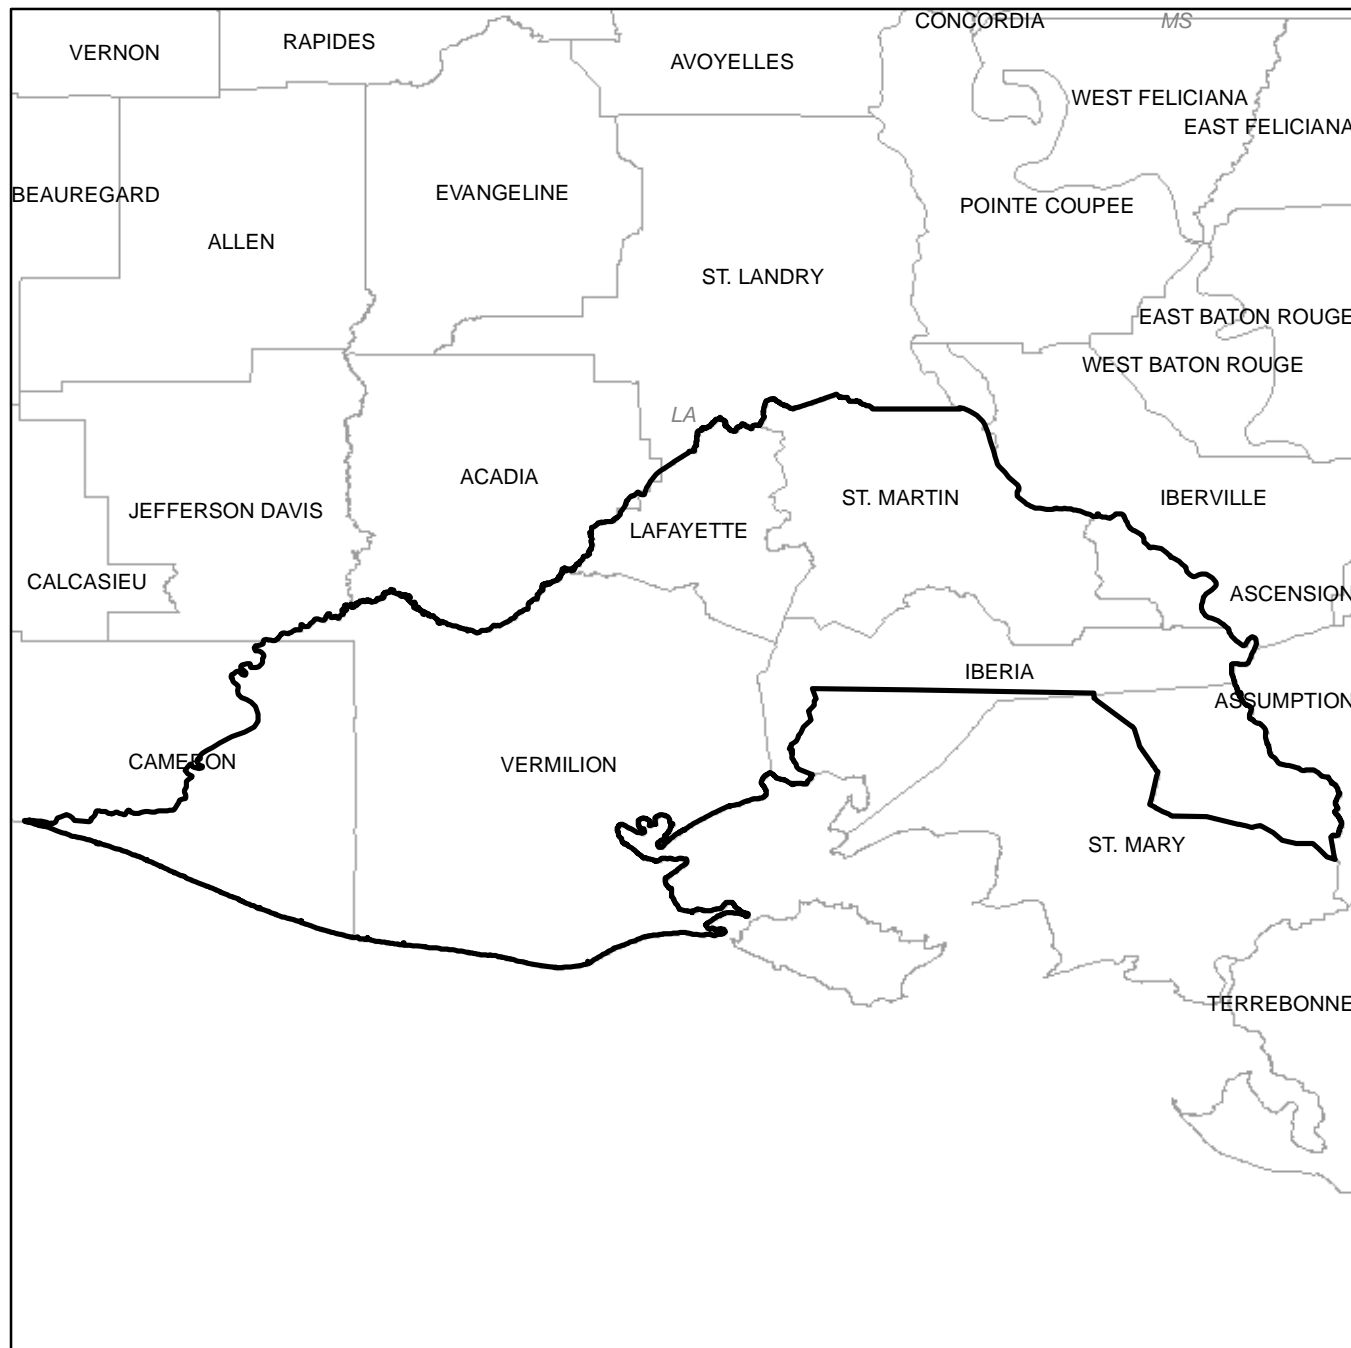 CONCORDIA
MS
RAPIDES
VERNON
AVOYELLES
WEST FELICIANA
EAST FELICIANA
BEAUREGARD
EVANGELINE
POINTE COUPEE
ALLEN
ST. LANDRY
EAST BATON ROUGE
WEST BATON ROUGE
LA
ACADIA
ST. MARTIN
IBERVILLE
JEFFERSON DAVIS
LAFAYETTE
CALCASIEU
ASCENSION
IBERIA
ASSUMPTION
CAMERON
VERMILION
ST. MARY
TERREBONNE